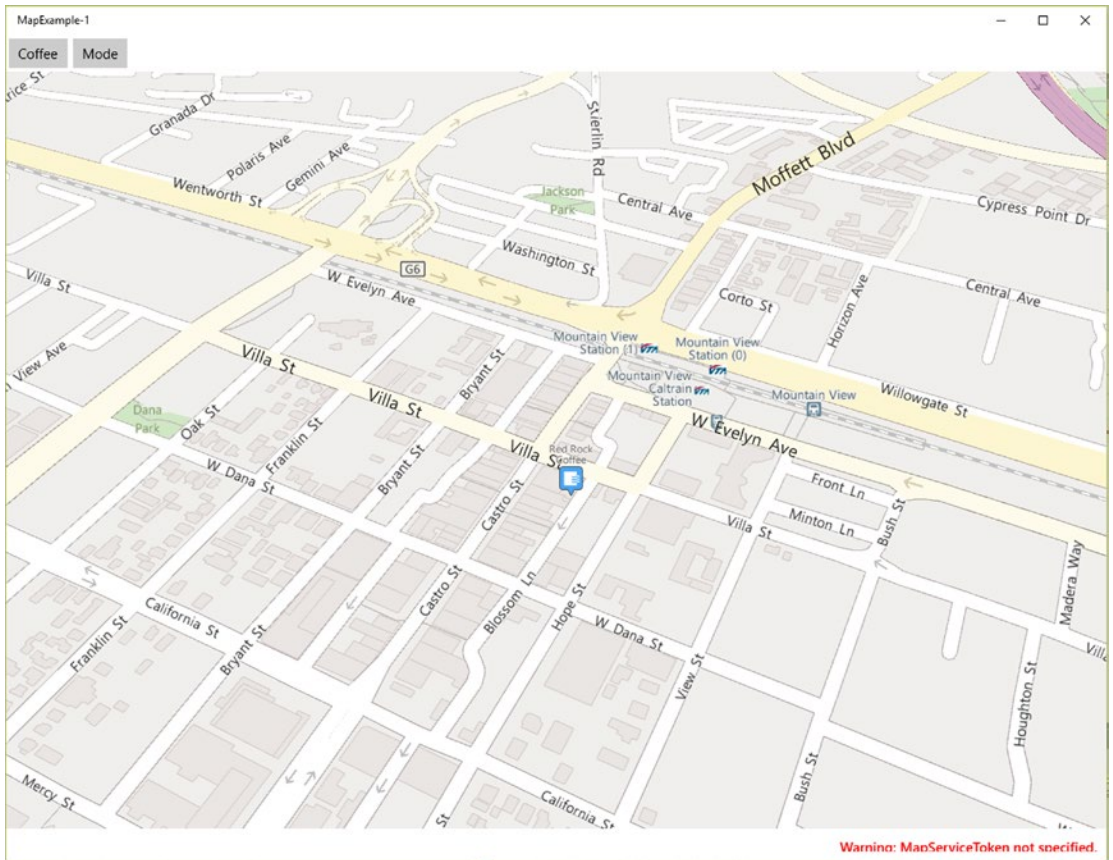 MapExample-1
Coffee
Mode
Granada Dr
Polaris Ave
Gemini Ave
Wentworth St
Stierlin Rd
Moffett Blvd
Jackson
Park
Central Ave
Cypress Point Dr
Washington St
G6
Villa St
W Evelyn Ave
Corto St
Horizon Ave
Central Ave
View Ave
Mountain View
Station (1)
Mountain View
Station (0)
Mountain View
Caltrain
Station
Mountain View
Willowgate St
Villa St
Villa St
Bryant St
Dana
Park
Oak St
Franklin St
Bryant St
W Dana St
Villa St
Red Rock
Coffee
W Evelyn Ave
Castro St
Front Ln
Minton Ln
Bush St
Villa St
Madera Way
Castro St
Blossom Ln
Hope St
W Dana St
California St
Franklin St
Bryant St
View St
Villa
Houghton St
Bush St
Mercy St
St
California St
Warning: MapServiceToken not specified.